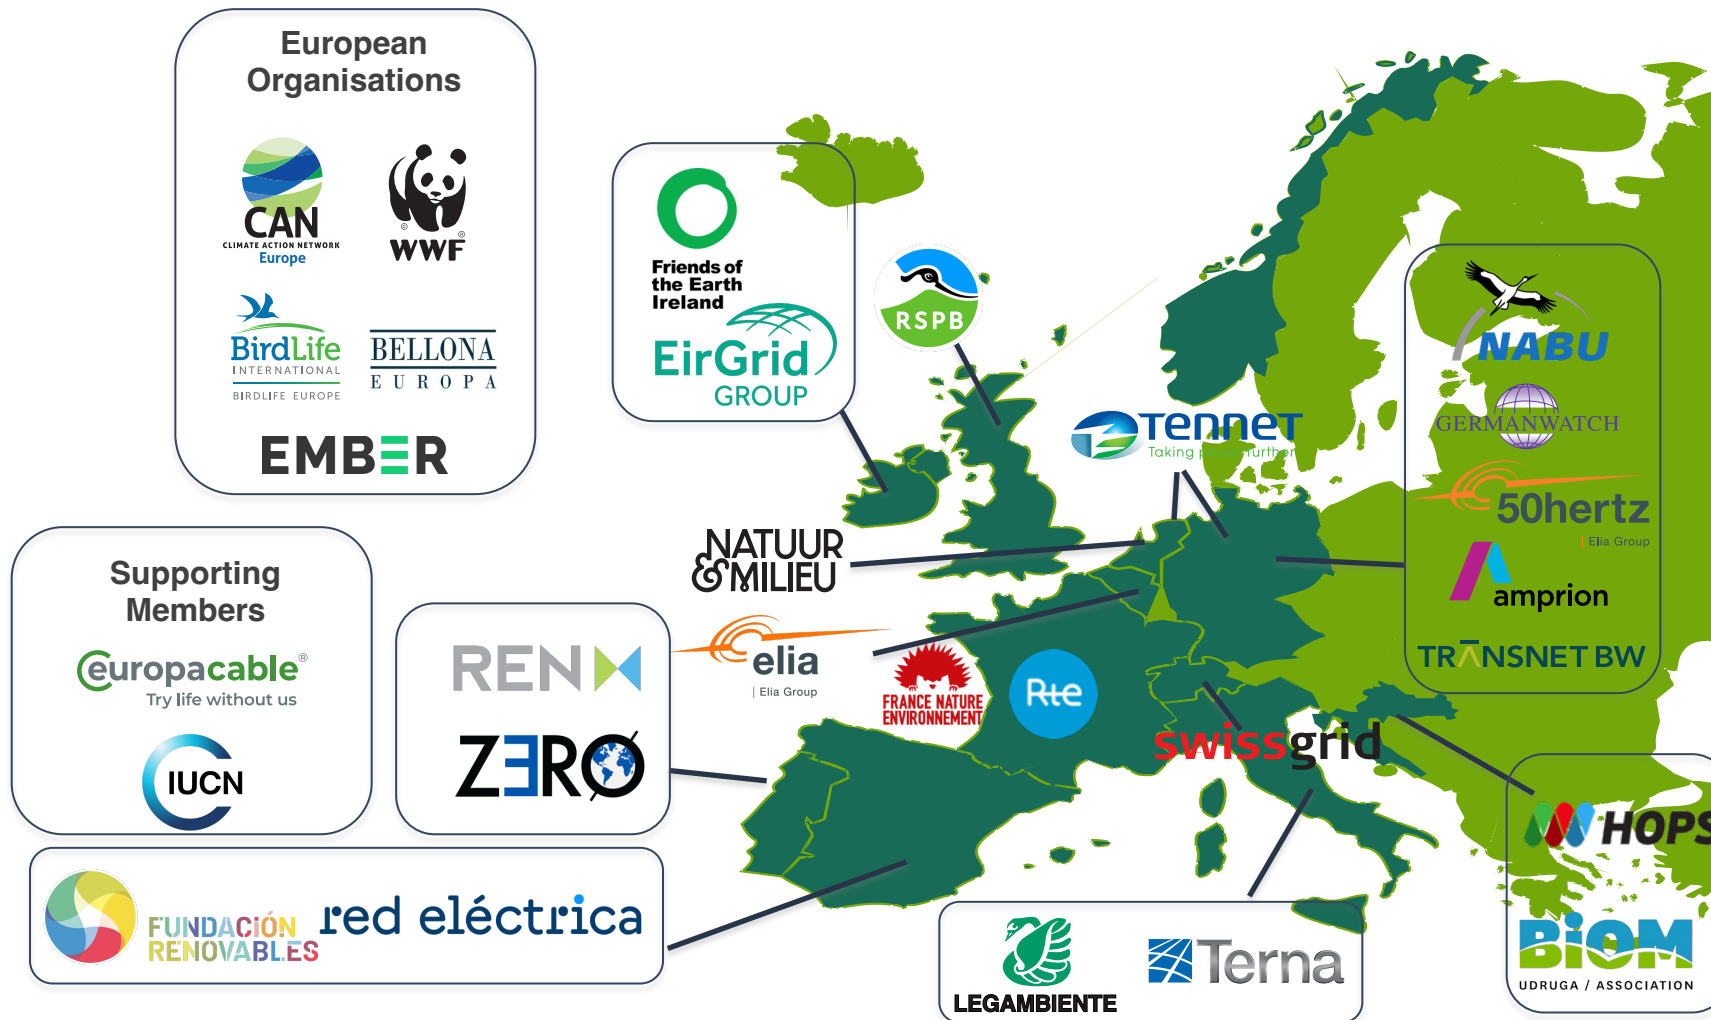 European
Organisations
CAN
CLIMATE ACTION NETWORK
Europe
©
WWF
®
BirdLife
INTERNATIONAL
BIRDLIFE EUROPE
BELLONA
EUROPA
EMBER
Supporting
Members
europacable®
Try life without us
IUCN
REN
ZERO
FUNDACIÓN
RENOVABLES
red eléctrica
Friends of
the Earth
Ireland
EirGrid
GROUP
RSPB
TenneT
Taking power further
NATUUR
&MILIEU
elia
| Elia Group
FRANCE NATURE
ENVIRONNEMENT
Rte
swissgrid
NABU
GERMANWATCH
50hertz
| Elia Group
amprion
TRANSNET BW
HOPS
BIOM
UDRUGA / ASSOCIATION
LEGAMBIENTE
Terna